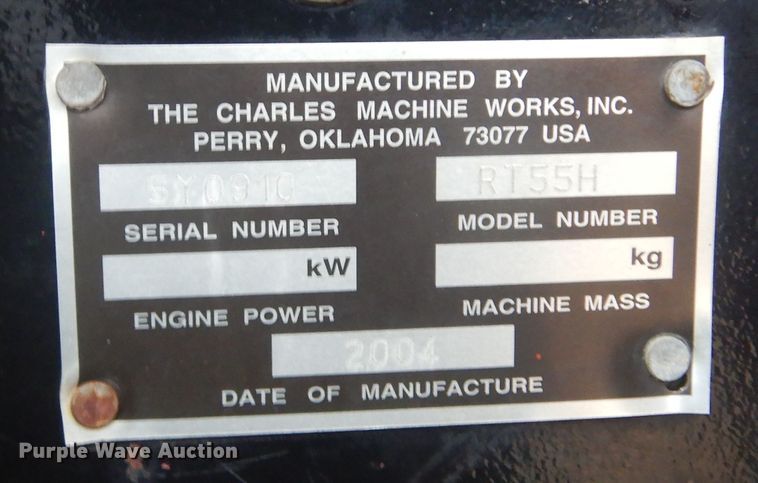 MANUFACTURED BY
THE CHARLES MACHINE WORKS, INC.
PERRY, OKLAHOMA 73077 USA
5Y0910 RT55H
SERIAL NUMBER MODEL NUMBER
kW kg
ENGINE POWER MACHINE MASS
2004
DATE OF MANUFACTURE
Purple Wave Auction